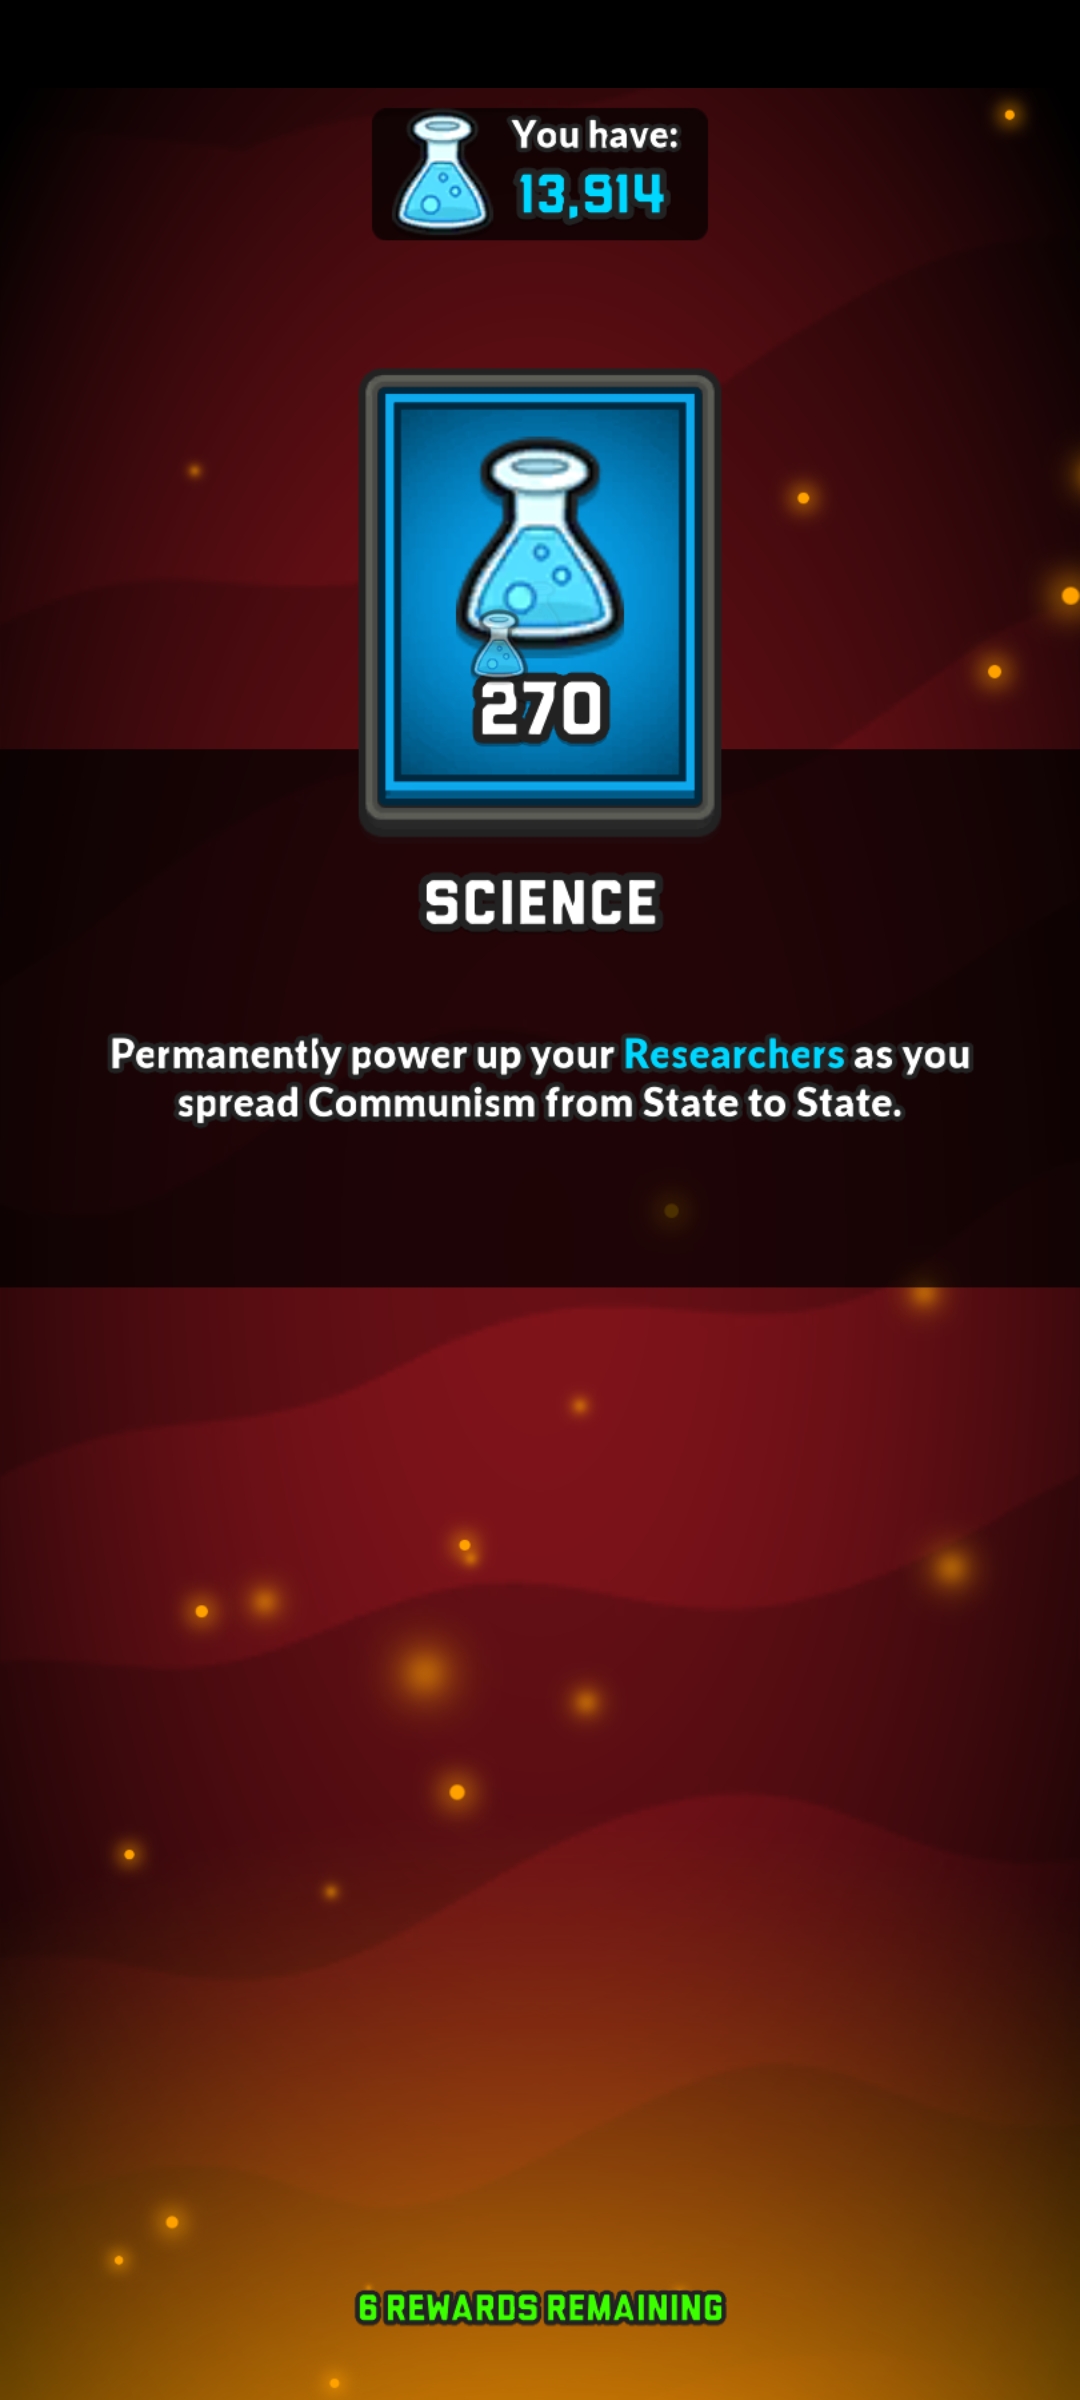 You have:
13,914
270
SCIENCE
Permanently power up your Researchers as you
spread Communism from State to State.
6 REWARDS REMAINING